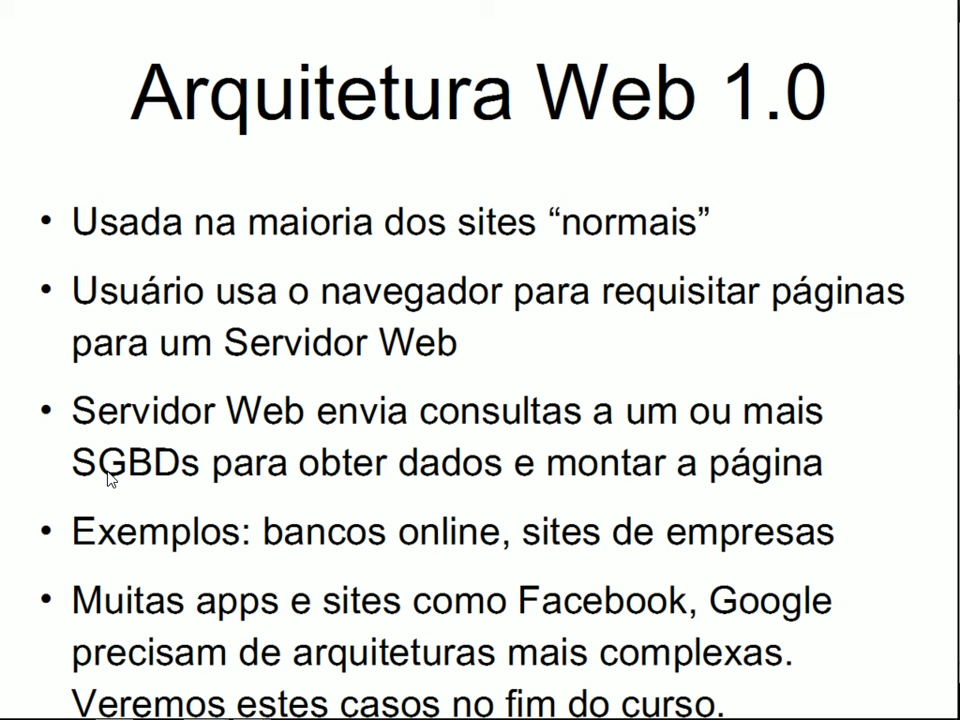 Arquitetura Web 1.0
• Usada na maioria dos sites “normais”
• Usuário usa o navegador para requisitar páginas
para um Servidor Web
• Servidor Web envia consultas a um ou mais
SGBDs para obter dados e montar a página
• Exemplos: bancos online, sites de empresas
• Muitas apps e sites como Facebook, Google
precisam de arquiteturas mais complexas.
Veremos estes casos no fim do curso.